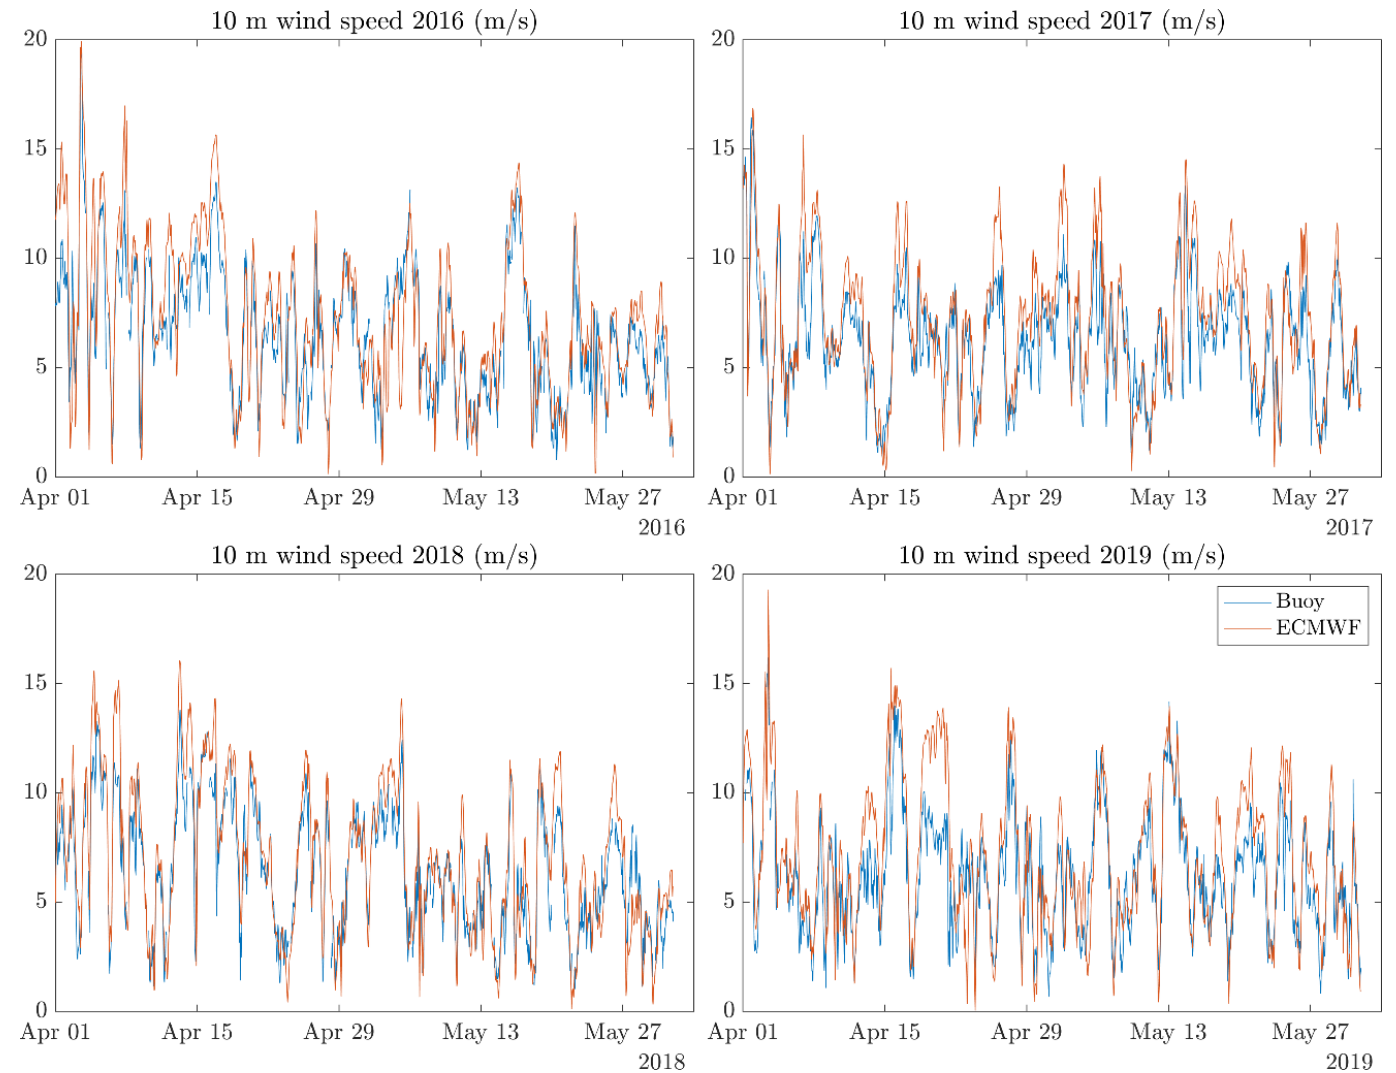 10 m wind speed 2016 (m/s)
20
15
10
5
0
Apr 01
Apr 15
Apr 29
May 13
May 27
2016
10 m wind speed 2017 (m/s)
20
15
10
5
0
Apr 01
Apr 15
Apr 29
May 13
May 27
2017
10 m wind speed 2018 (m/s)
20
15
10
5
0
Apr 01
Apr 15
Apr 29
May 13
May 27
2018
10 m wind speed 2019 (m/s)
20
15
10
5
0
Apr 01
Apr 15
Apr 29
May 13
May 27
2019
Buoy
ECMWF